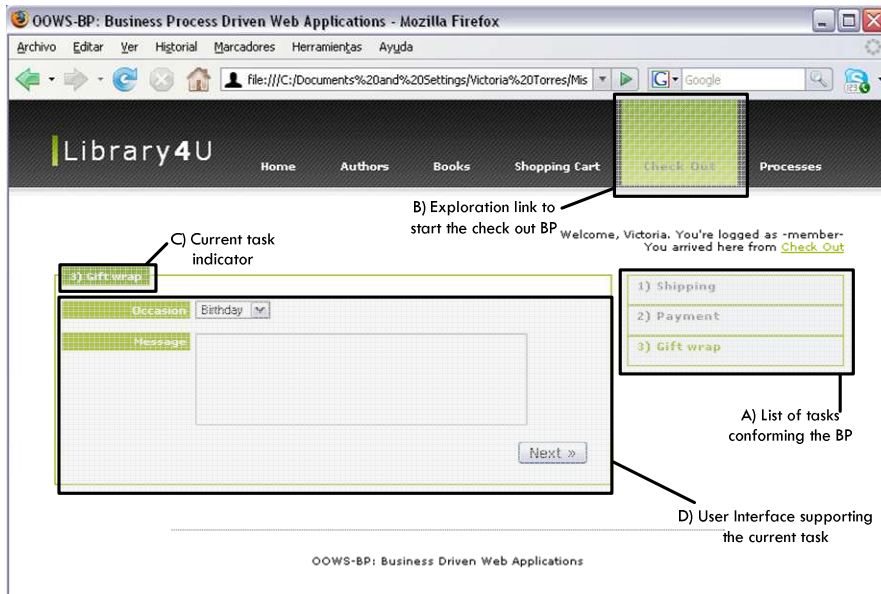 OOWS-BP: Business Process Driven Web Applications - Mozilla Firefox
Archivo Editar Ver Historial Marcadores Herramientas Ayuda
file:///C:/Documents%20and%20Settings/Victoria%20Torres/Mis
G Google
Library4U
Home Authors Books Shopping Cart Check Out Processes
B) Exploration link to
start the check out BP
Welcome, Victoria. You're logged as -member-
You arrived here from Check Out
C) Current task
indicator
3) Gift wrap
Occasion Birthday
Message
Next »
1) Shipping
2) Payment
3) Gift wrap
A) List of tasks
conforming the BP
D) User Interface supporting
the current task
OOWS-BP: Business Driven Web Applications